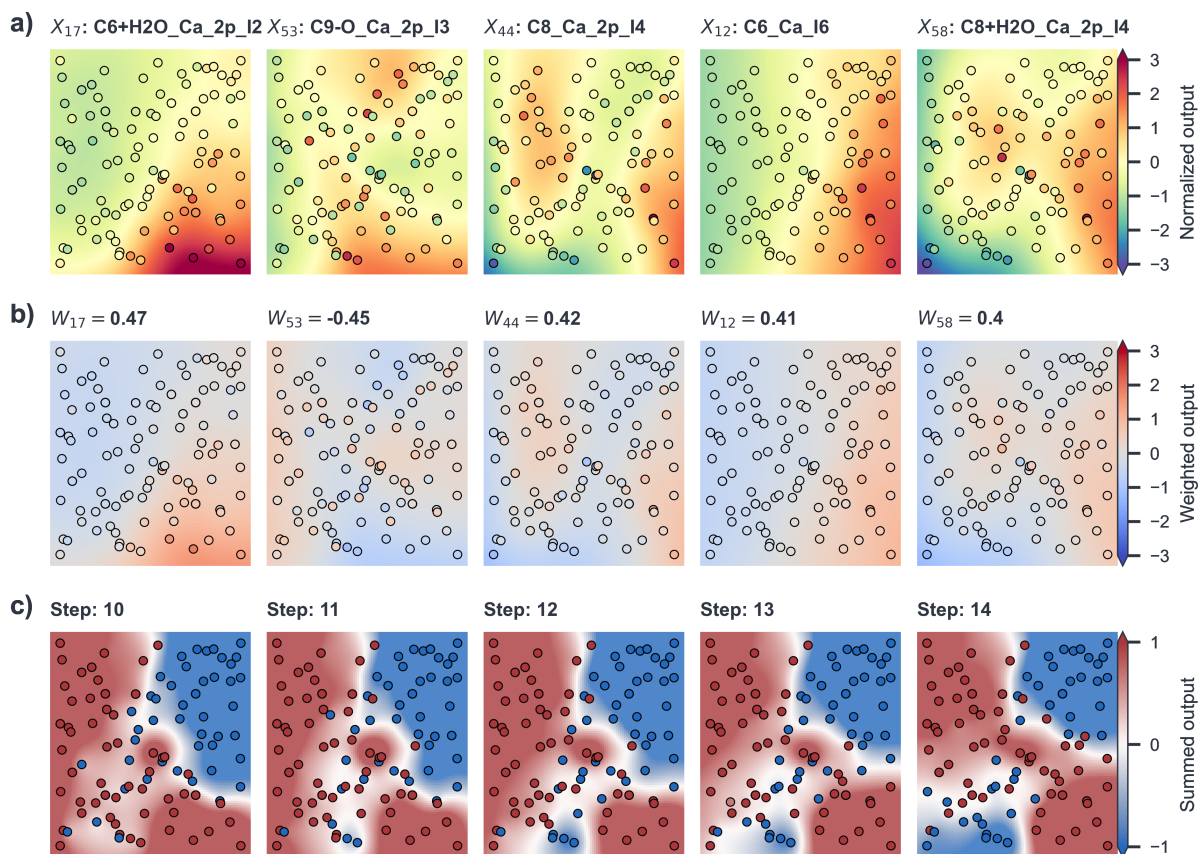 a) X17: C6+H2O_Ca_2p_I2 X53: C9-O_Ca_2p_I3 X44: C8_Ca_2p_I4 X12: C6_Ca_I6 X58: C8+H2O_Ca_2p_I4
3
2
1
0
−1
−2
−3
Normalized output
b) W17 = 0.47 W53 = -0.45 W44 = 0.42 W12 = 0.41 W58 = 0.4
3
2
1
0
−1
−2
−3
Weighted output
c) Step: 10 Step: 11 Step: 12 Step: 13 Step: 14
1
0
−1
Summed output